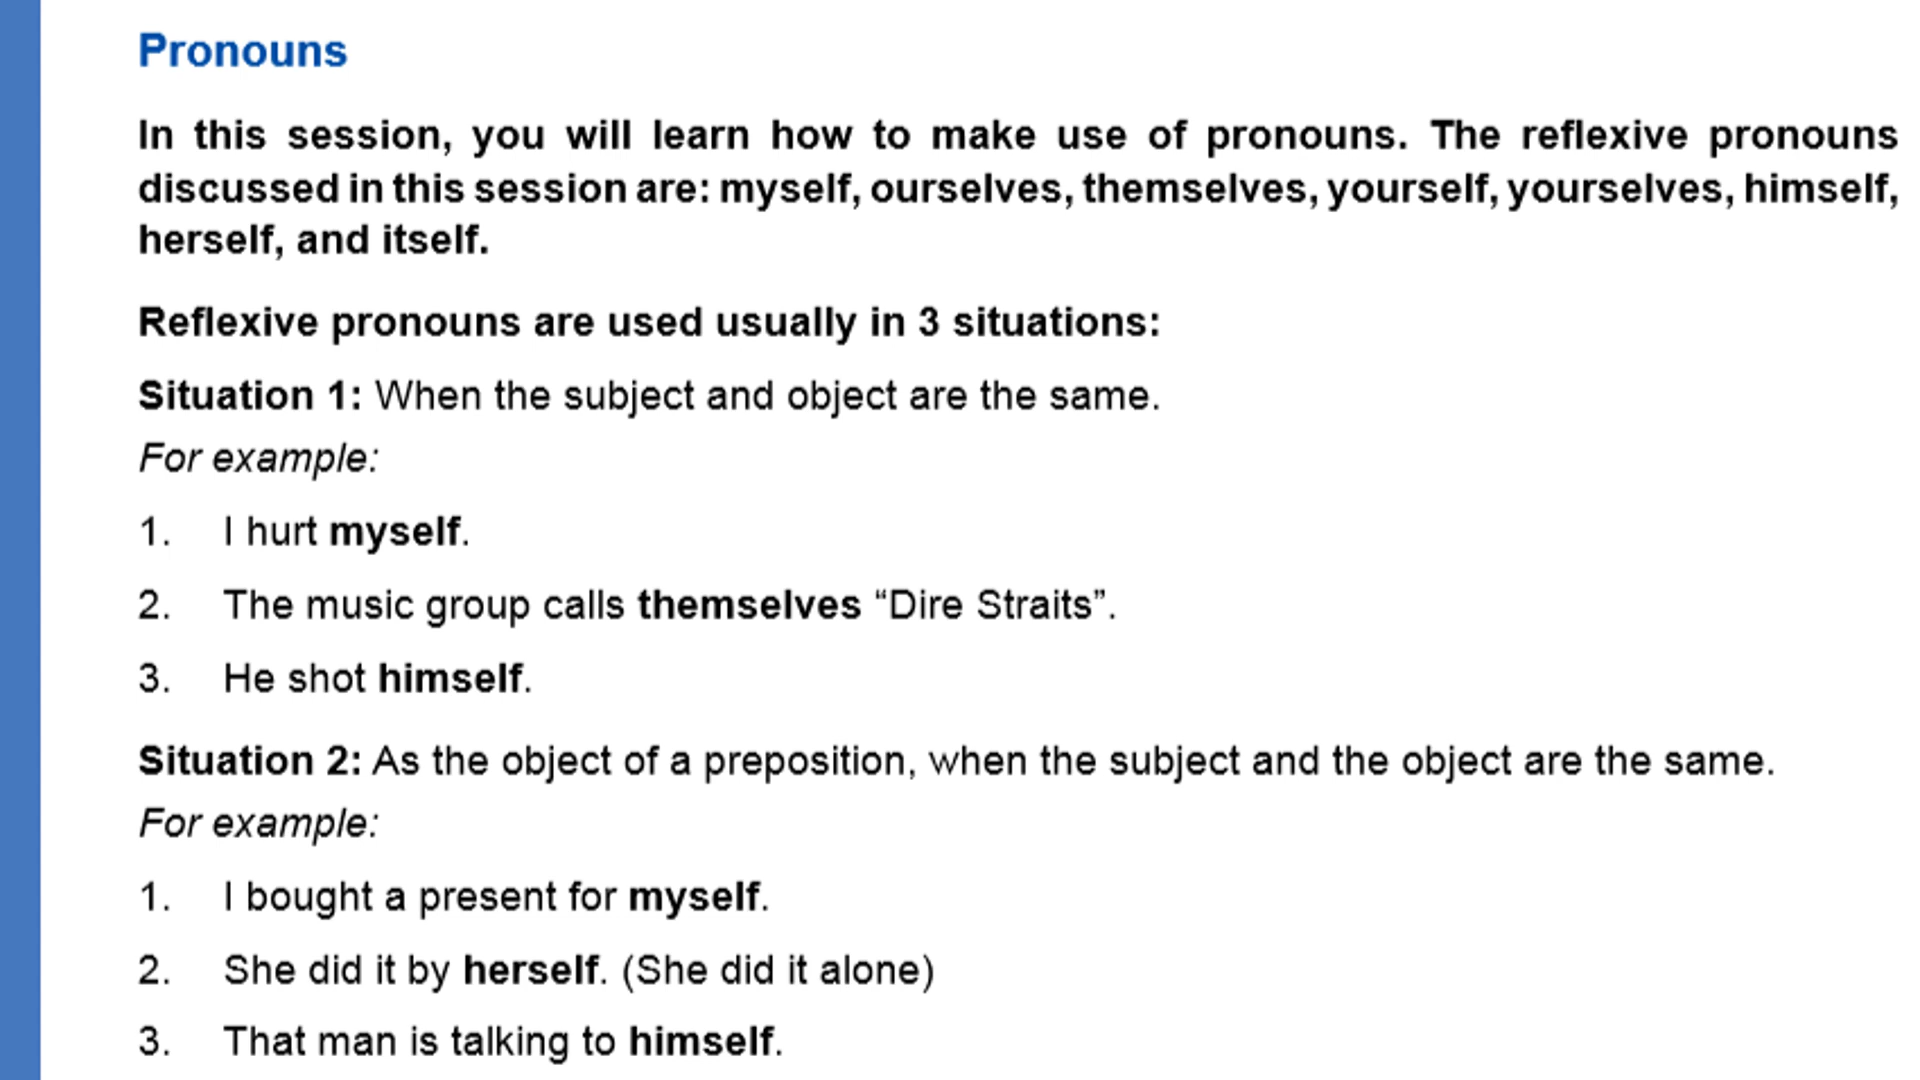 Pronouns
In this session, you will learn how to make use of pronouns. The reflexive pronouns
discussed in this session are: myself, ourselves, themselves, yourself, yourselves, himself,
herself, and itself.
Reflexive pronouns are used usually in 3 situations:
Situation 1: When the subject and object are the same.
For example:
1. I hurt myself.
2. The music group calls themselves “Dire Straits”.
3. He shot himself.
Situation 2: As the object of a preposition, when the subject and the object are the same.
For example:
1. I bought a present for myself.
2. She did it by herself. (She did it alone)
3. That man is talking to himself.